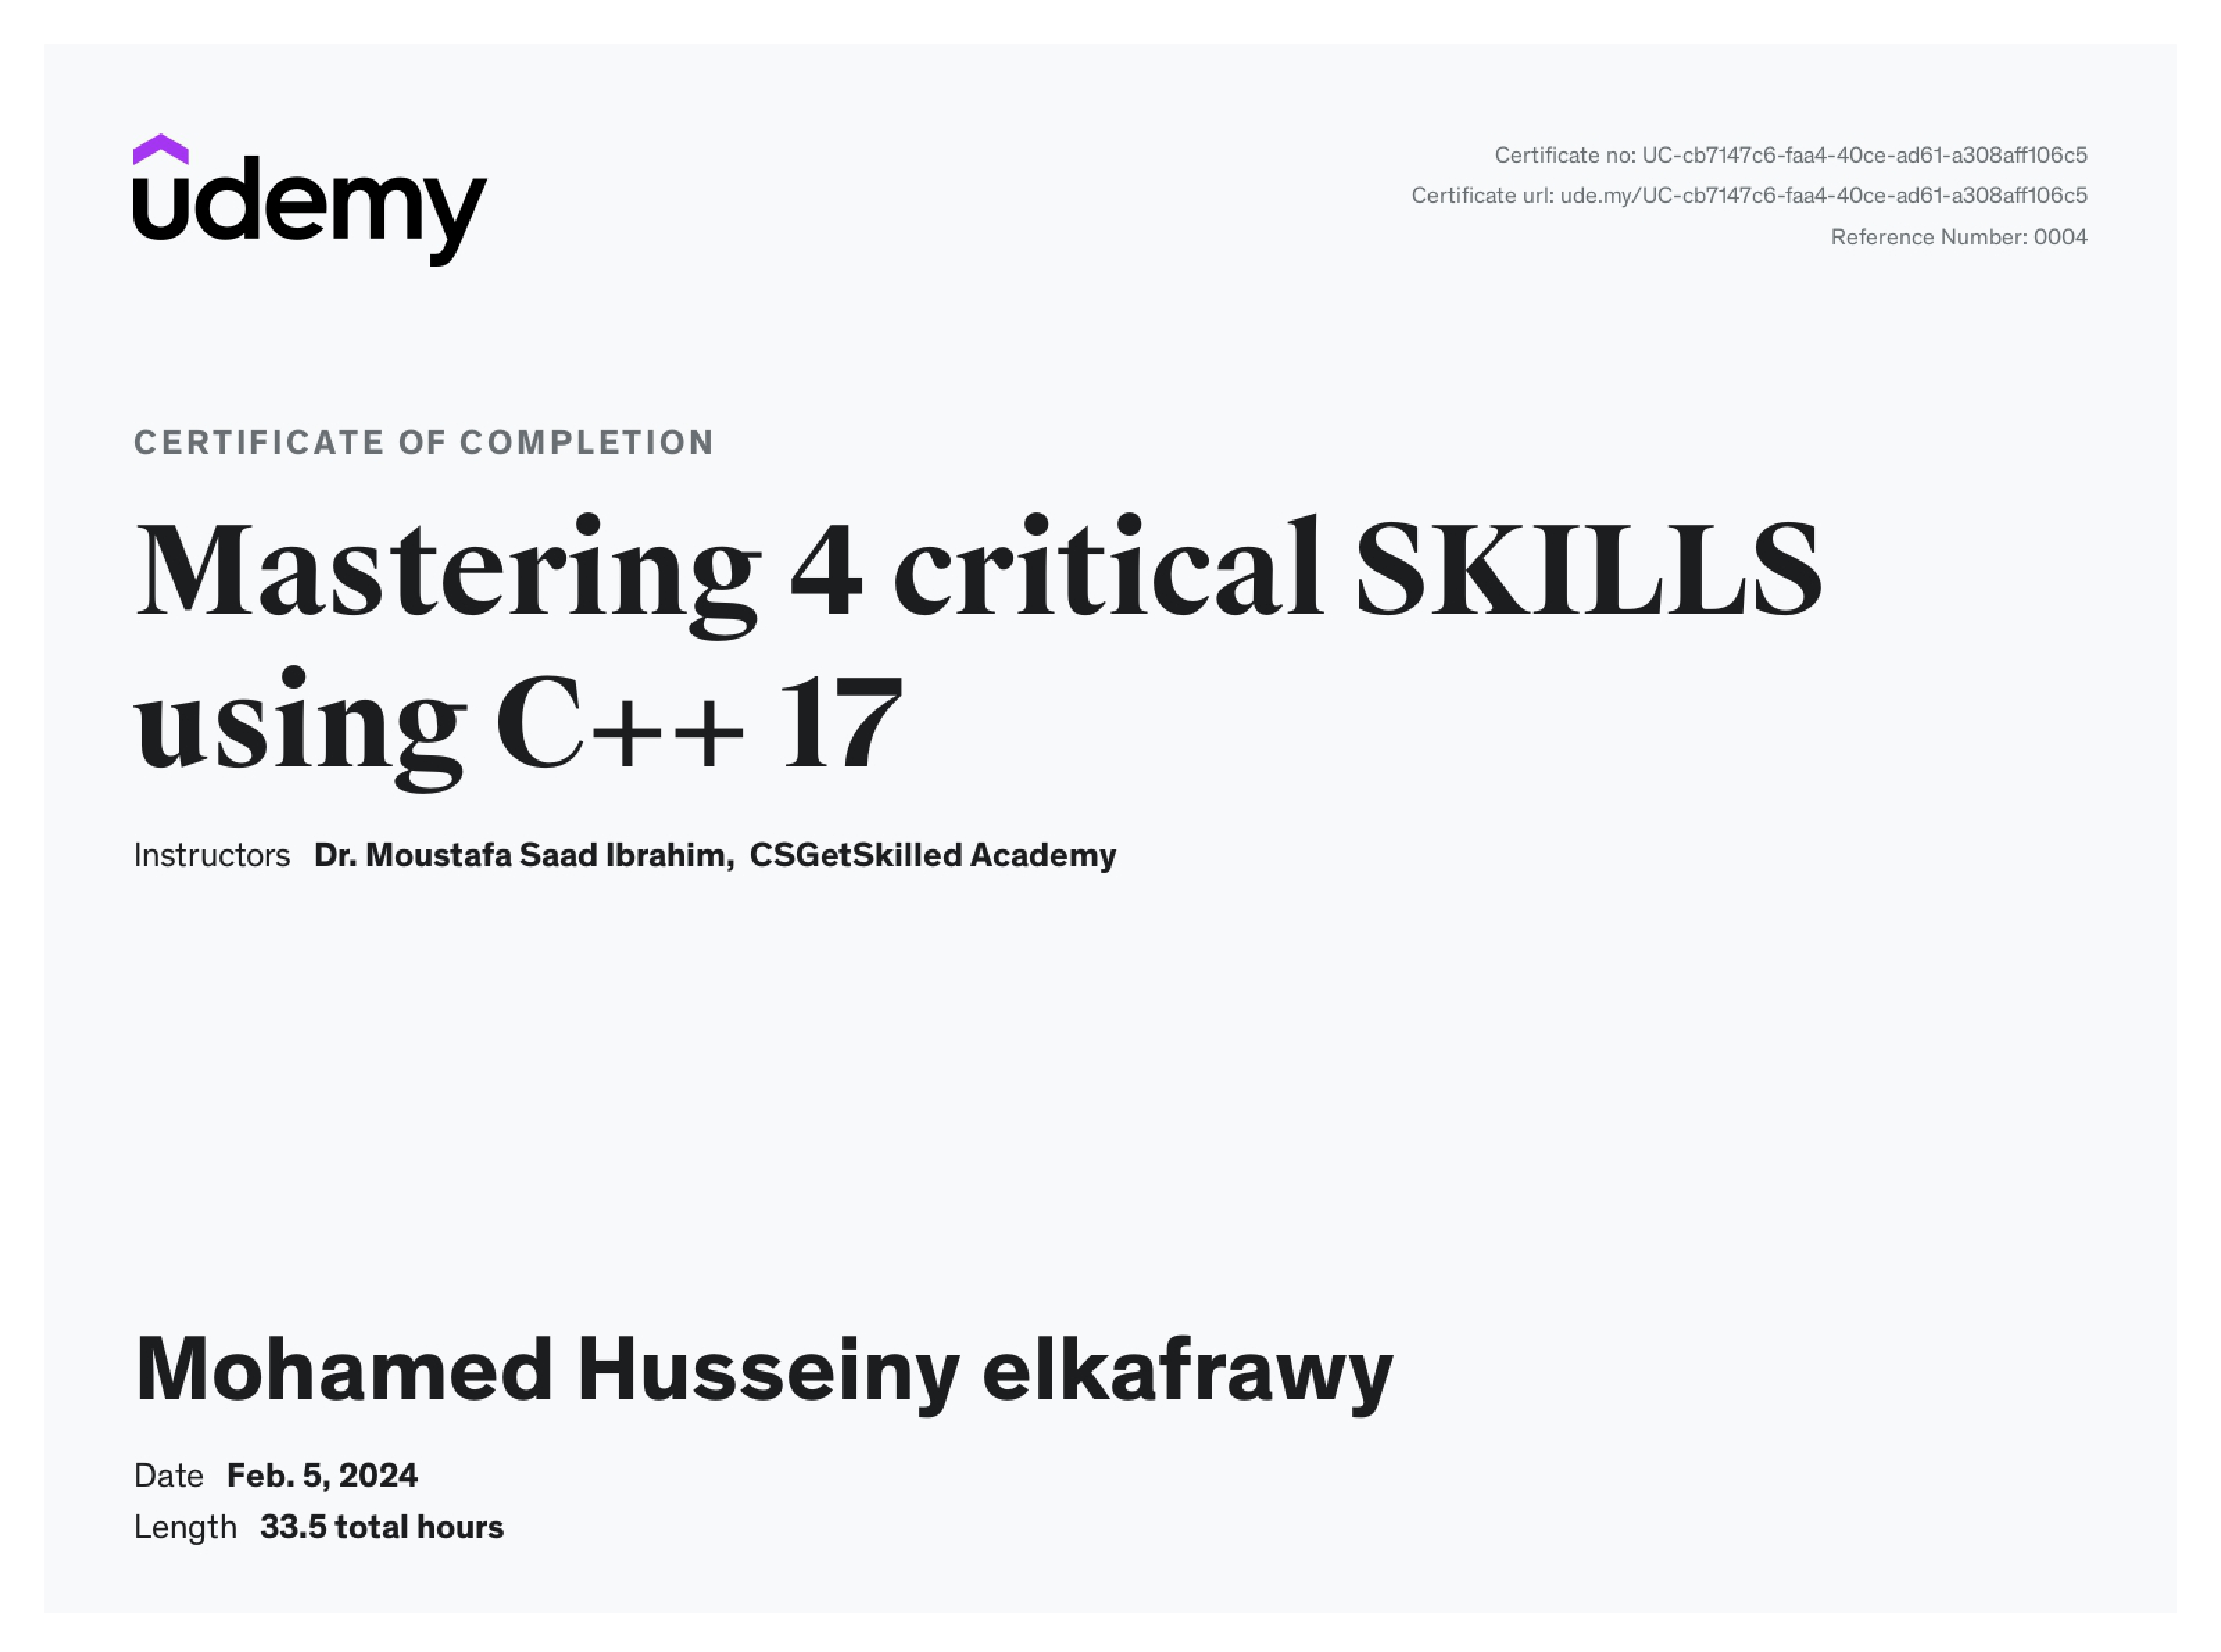 udemy
Certificate no: UC-cb7147c6-faa4-40ce-ad61-a308aff106c5
Certificate url: ude.my/UC-cb7147c6-faa4-40ce-ad61-a308aff106c5
Reference Number: 0004
CERTIFICATE OF COMPLETION
Mastering 4 critical SKILLS
using C++ 17
Instructors Dr. Moustafa Saad Ibrahim, CSGetSkilled Academy
Mohamed Husseiny elkafrawy
Date Feb. 5, 2024
Length 33.5 total hours